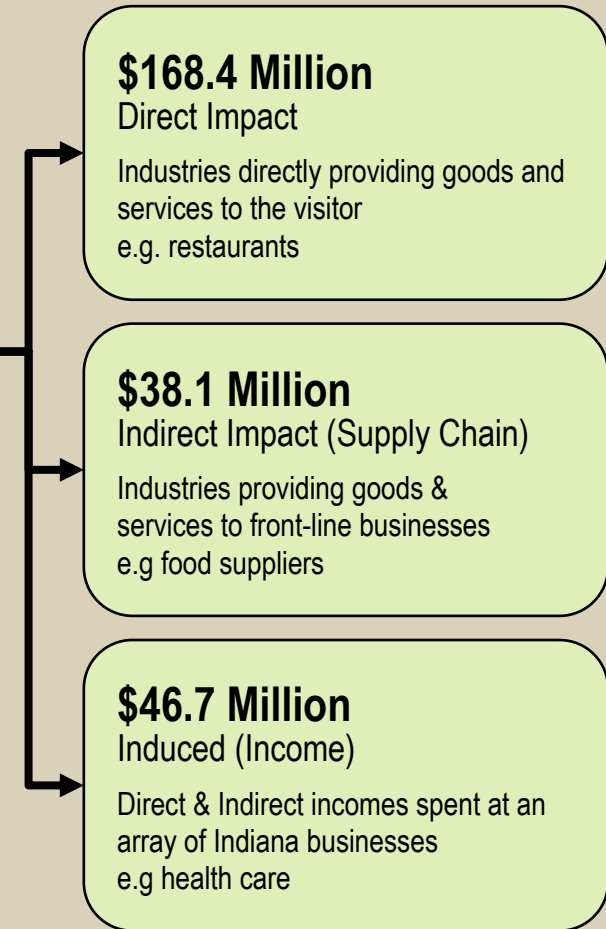 $168.4 Million
Direct Impact
Industries directly providing goods and
services to the visitor
e.g. restaurants
$38.1 Million
Indirect Impact (Supply Chain)
Industries providing goods &
services to front-line businesses
e.g food suppliers
$46.7 Million
Induced (Income)
Direct & Indirect incomes spent at an
array of Indiana businesses
e.g health care